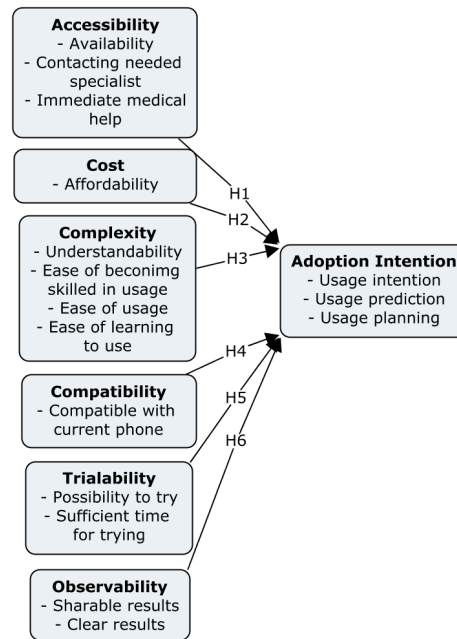 Accessibility
- Availability
- Contacting needed
specialist
- Immediate medical
help
Cost
- Affordability
Complexity
- Understandability
- Ease of beconimg
skilled in usage
- Ease of usage
- Ease of learning
to use
Compatibility
- Compatible with
current phone
Trialability
- Possibility to try
- Sufficient time
for trying
Observability
- Sharable results
- Clear results
H1
H2
H3
H4
H5
H6
Adoption Intention
- Usage intention
- Usage prediction
- Usage planning